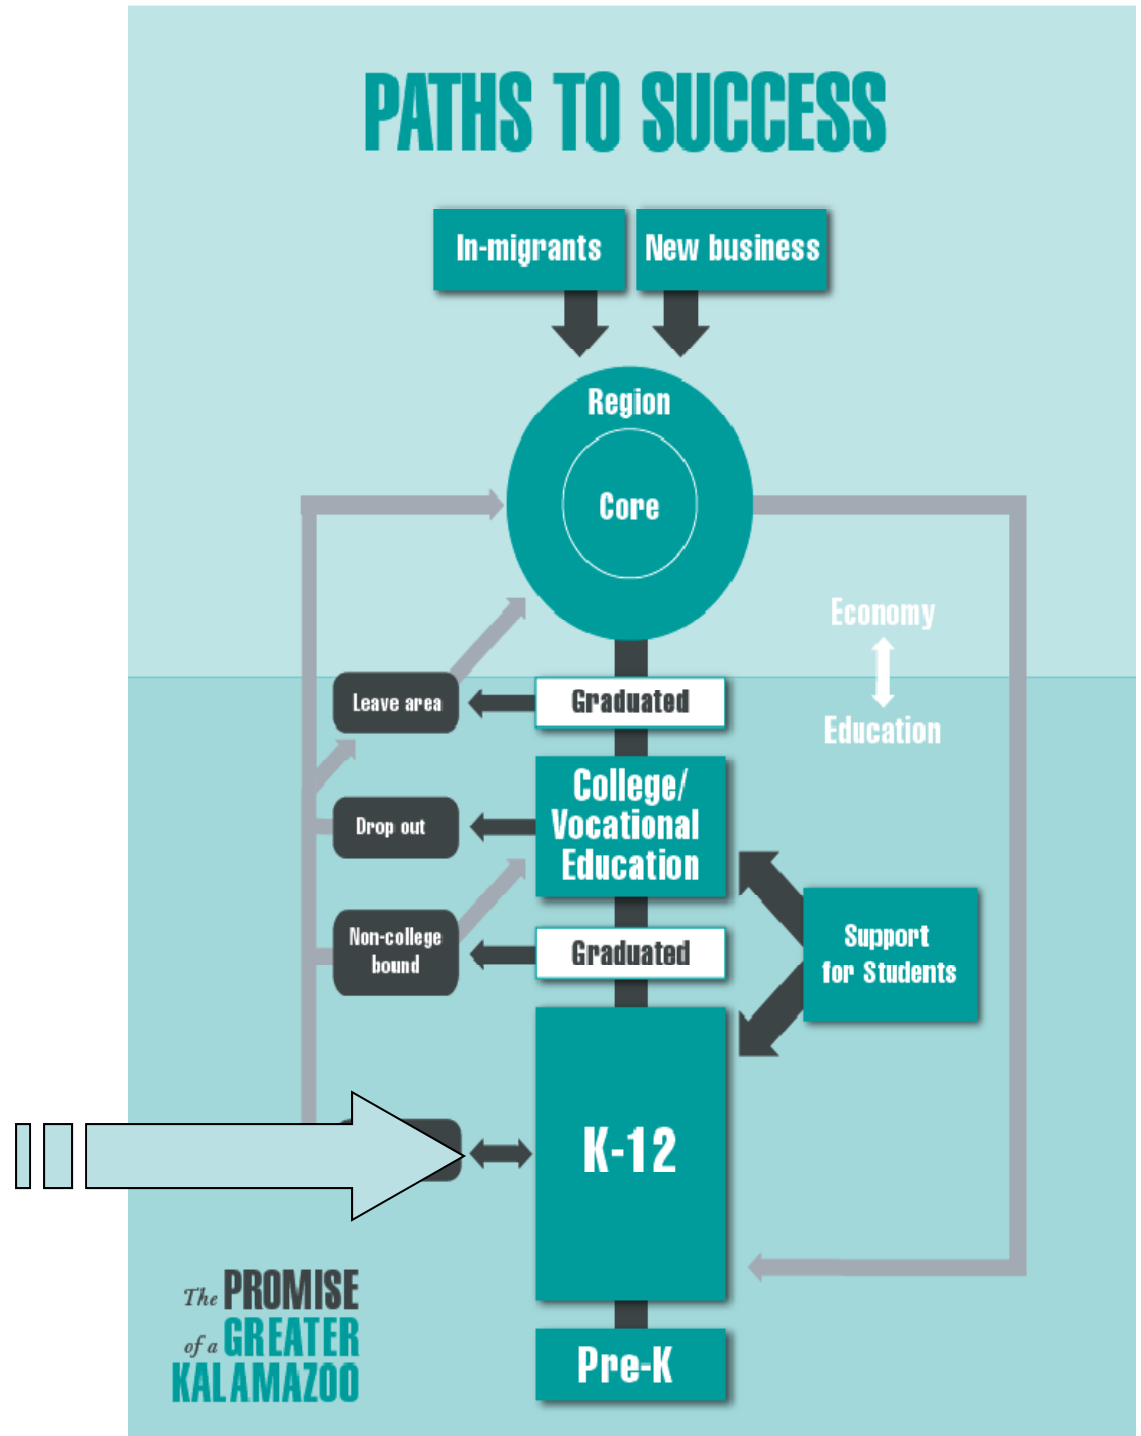 PATHS TO SUCCESS
In-migrants
New business
Region
Core
Economy
Education
Leave area
Graduated
College/
Vocational
Education
Drop out
Non-college
bound
Graduated
Support
for Students
K-12
The PROMISE
of a GREATER
KALAMAZOO
Pre-K